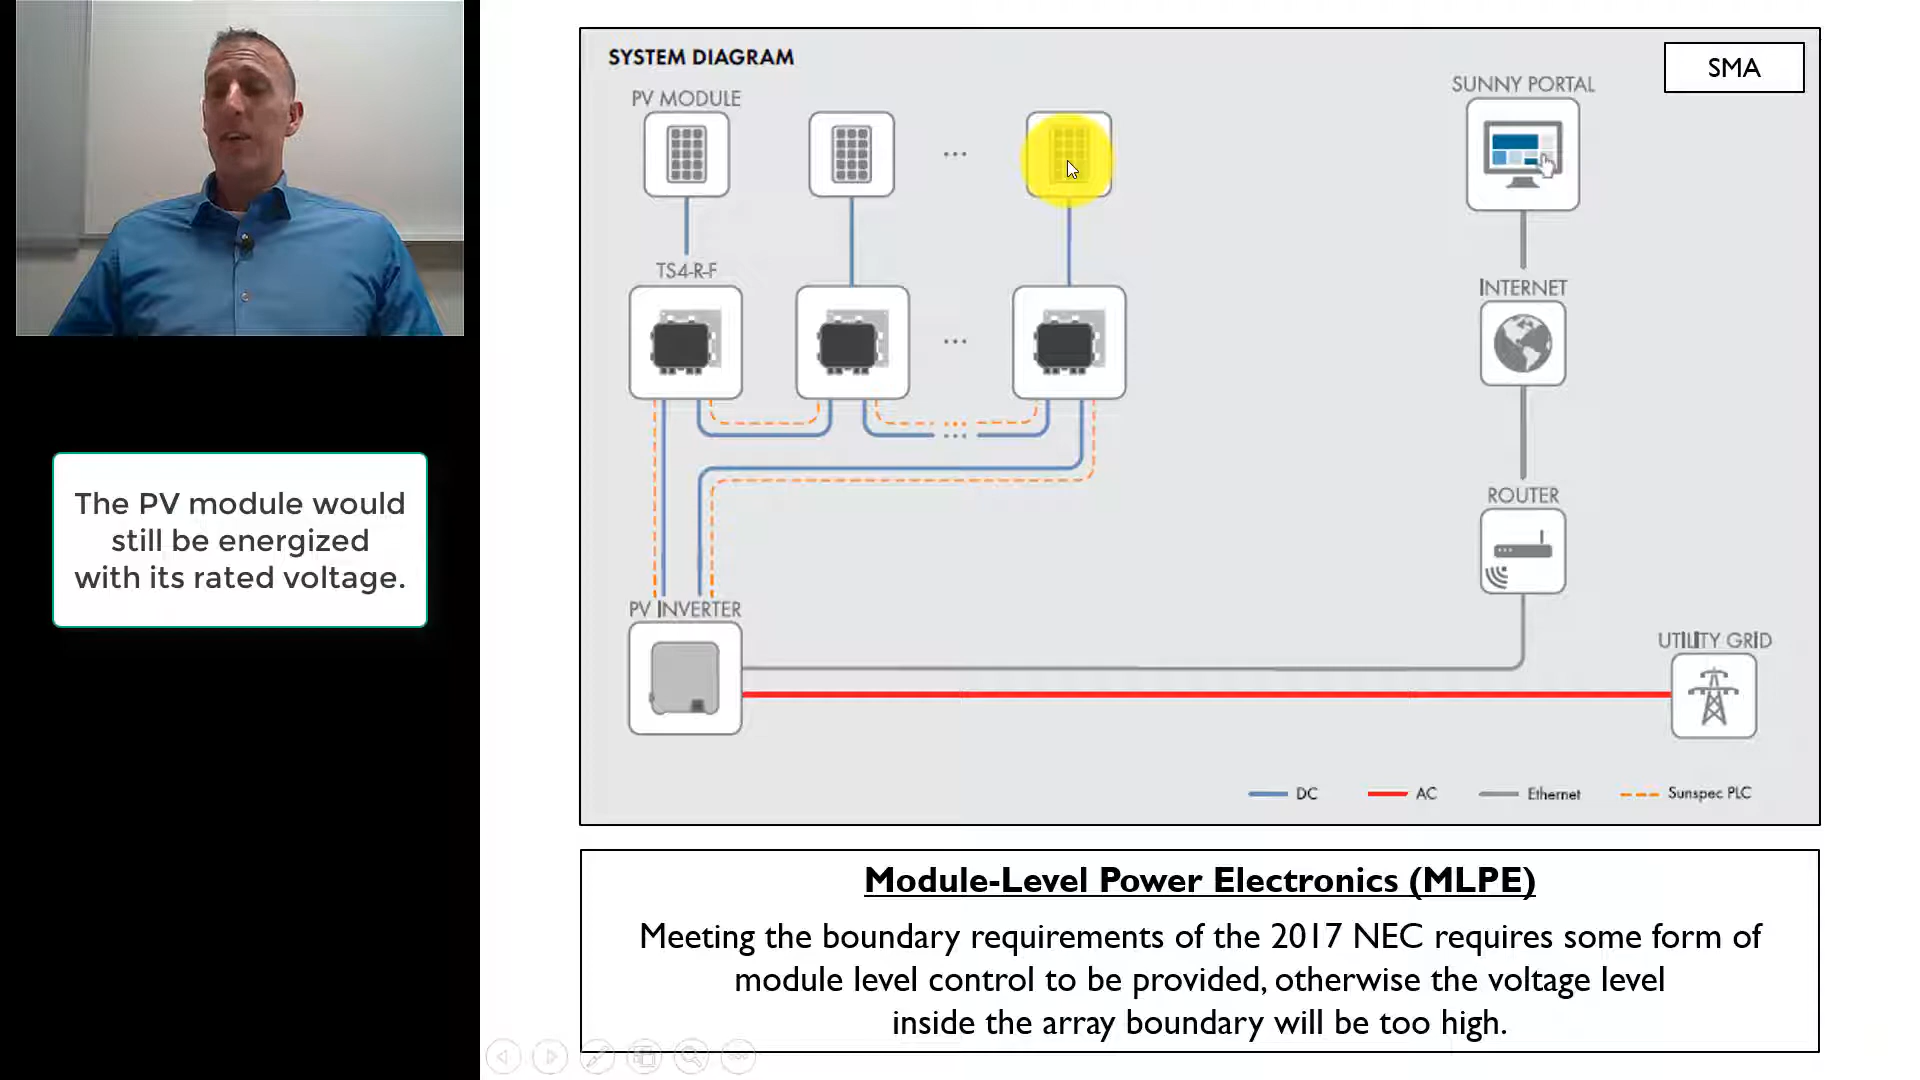 SYSTEM DIAGRAM
SMA
PV MODULE
SUNNY PORTAL
...
TS4-R-F
INTERNET
...
The PV module would
still be energized
with its rated voltage.
ROUTER
PV INVERTER
UTILITY GRID
DC
AC
Ethernet
Sunspec PLC
Module-Level Power Electronics (MLPE)
Meeting the boundary requirements of the 2017 NEC requires some form of
module level control to be provided, otherwise the voltage level
inside the array boundary will be too high.